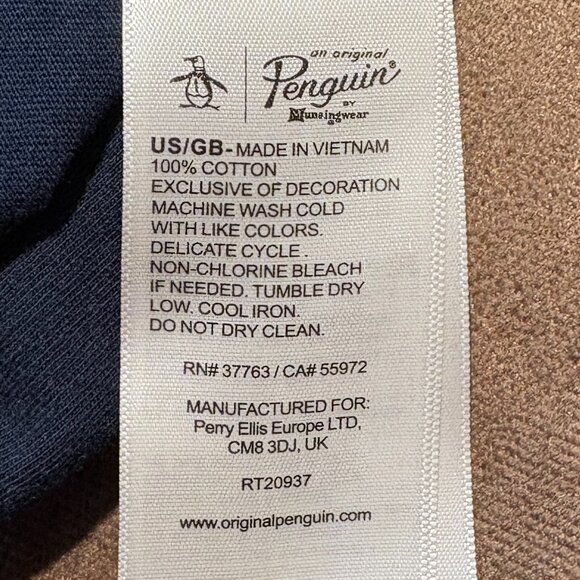 an original
Penguin®
BY
Munsingwear
US/GB-MADE IN VIETNAM
100% COTTON
EXCLUSIVE OF DECORATION
MACHINE WASH COLD
WITH LIKE COLORS.
DELICATE CYCLE.
NON-CHLORINE BLEACH
IF NEEDED. TUMBLE DRY
LOW. COOL IRON.
DO NOT DRY CLEAN.
RN# 37763 / CA# 55972
MANUFACTURED FOR:
Perry Ellis Europe LTD,
CM8 3DJ, UK
RT20937
www.originalpenguin.com